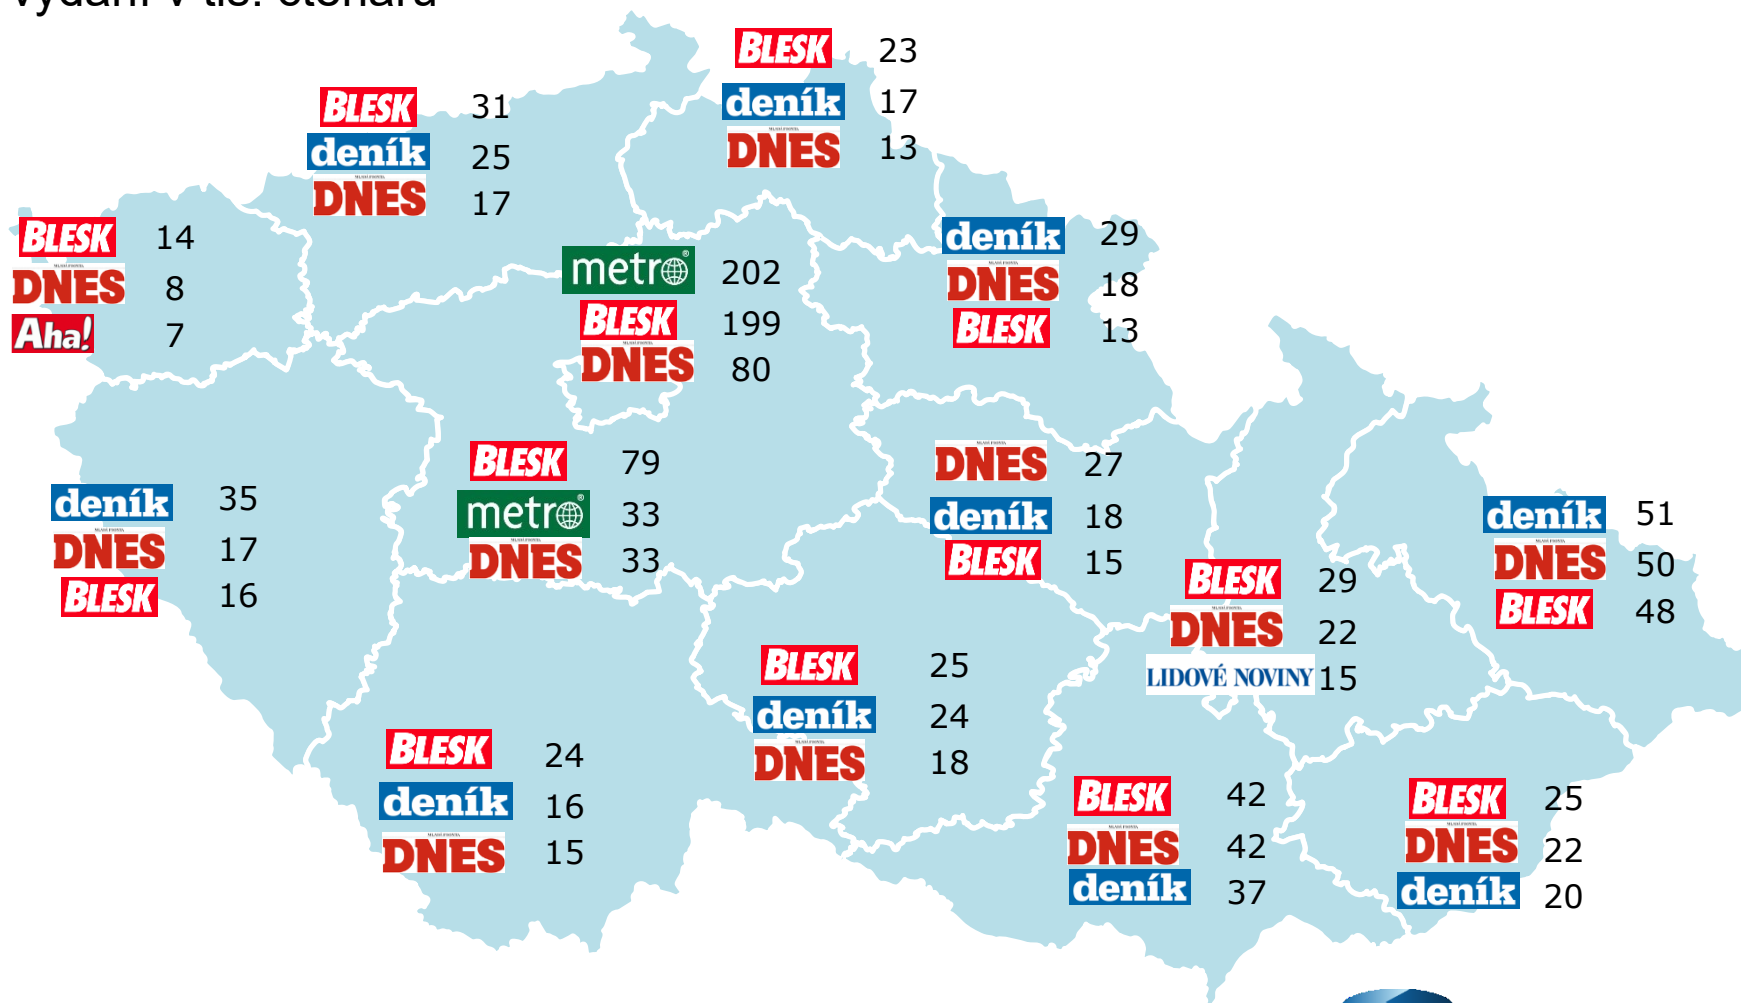 vydání v tis. čtenářů
BLESK 23
deník 17
DNES 13
BLESK 31
deník 25
DNES 17
BLESK 14
DNES 8
Aha! 7
metro 202
BLESK 199
DNES 80
deník 29
DNES 18
BLESK 13
BLESK 79
metro 33
DNES 33
DNES 27
deník 18
BLESK 15
deník 35
DNES 17
BLESK 16
deník 51
DNES 50
BLESK 48
BLESK 29
DNES 22
LIDOVÉ NOVINY 15
BLESK 25
deník 24
DNES 18
BLESK 24
deník 16
DNES 15
BLESK 42
DNES 42
deník 37
BLESK 25
DNES 22
deník 20